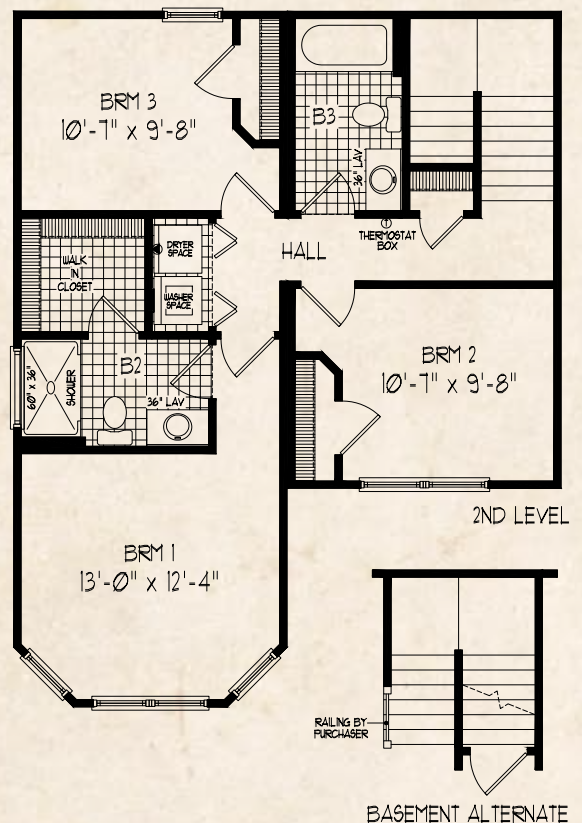 BRM 3
10'-7" x 9'-8"
B3
36" LAV
THERMOSTAT
BOX
HALL
DRYER
SPACE
WASHER
SPACE
WALK
IN
CLOSET
B2
60" x 36"
SHOWER
36" LAV
BRM 2
10'-7" x 9'-8"
2ND LEVEL
BRM 1
13'-0" x 12'-4"
RAILING BY
PURCHASER
BASEMENT ALTERNATE